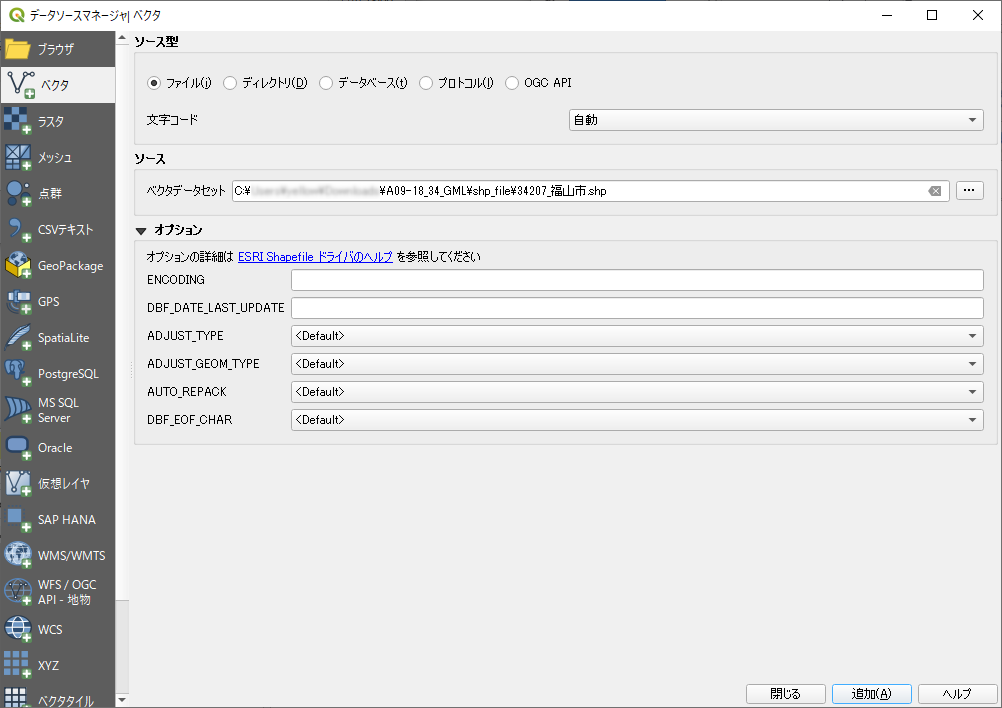 データソースマネージャ| ベクタ
ブラウザ
ベクタ
ラスタ
メッシュ
点群
CSVテキスト
GeoPackage
GPS
SpatiaLite
PostgreSQL
MS SQL
Server
Oracle
仮想レイヤ
SAP HANA
WMS/WMTS
WFS / OGC
API - 地物
WCS
XYZ
ベクタタイル
ソース型
ファイル(i) ディレクトリ(D) データベース(t) プロトコル(l) OGC API
文字コード 自動
ソース
ベクタデータセット C:¥ ¥A09-18_34_GML¥shp_file¥34207_福山市.shp ...
オプション
オプションの詳細は ESRI Shapefile ドライバのヘルプ を参照してください
ENCODING
DBF_DATE_LAST_UPDATE
ADJUST_TYPE <Default>
ADJUST_GEOM_TYPE <Default>
AUTO_REPACK <Default>
DBF_EOF_CHAR <Default>
閉じる 追加(A) ヘルプ